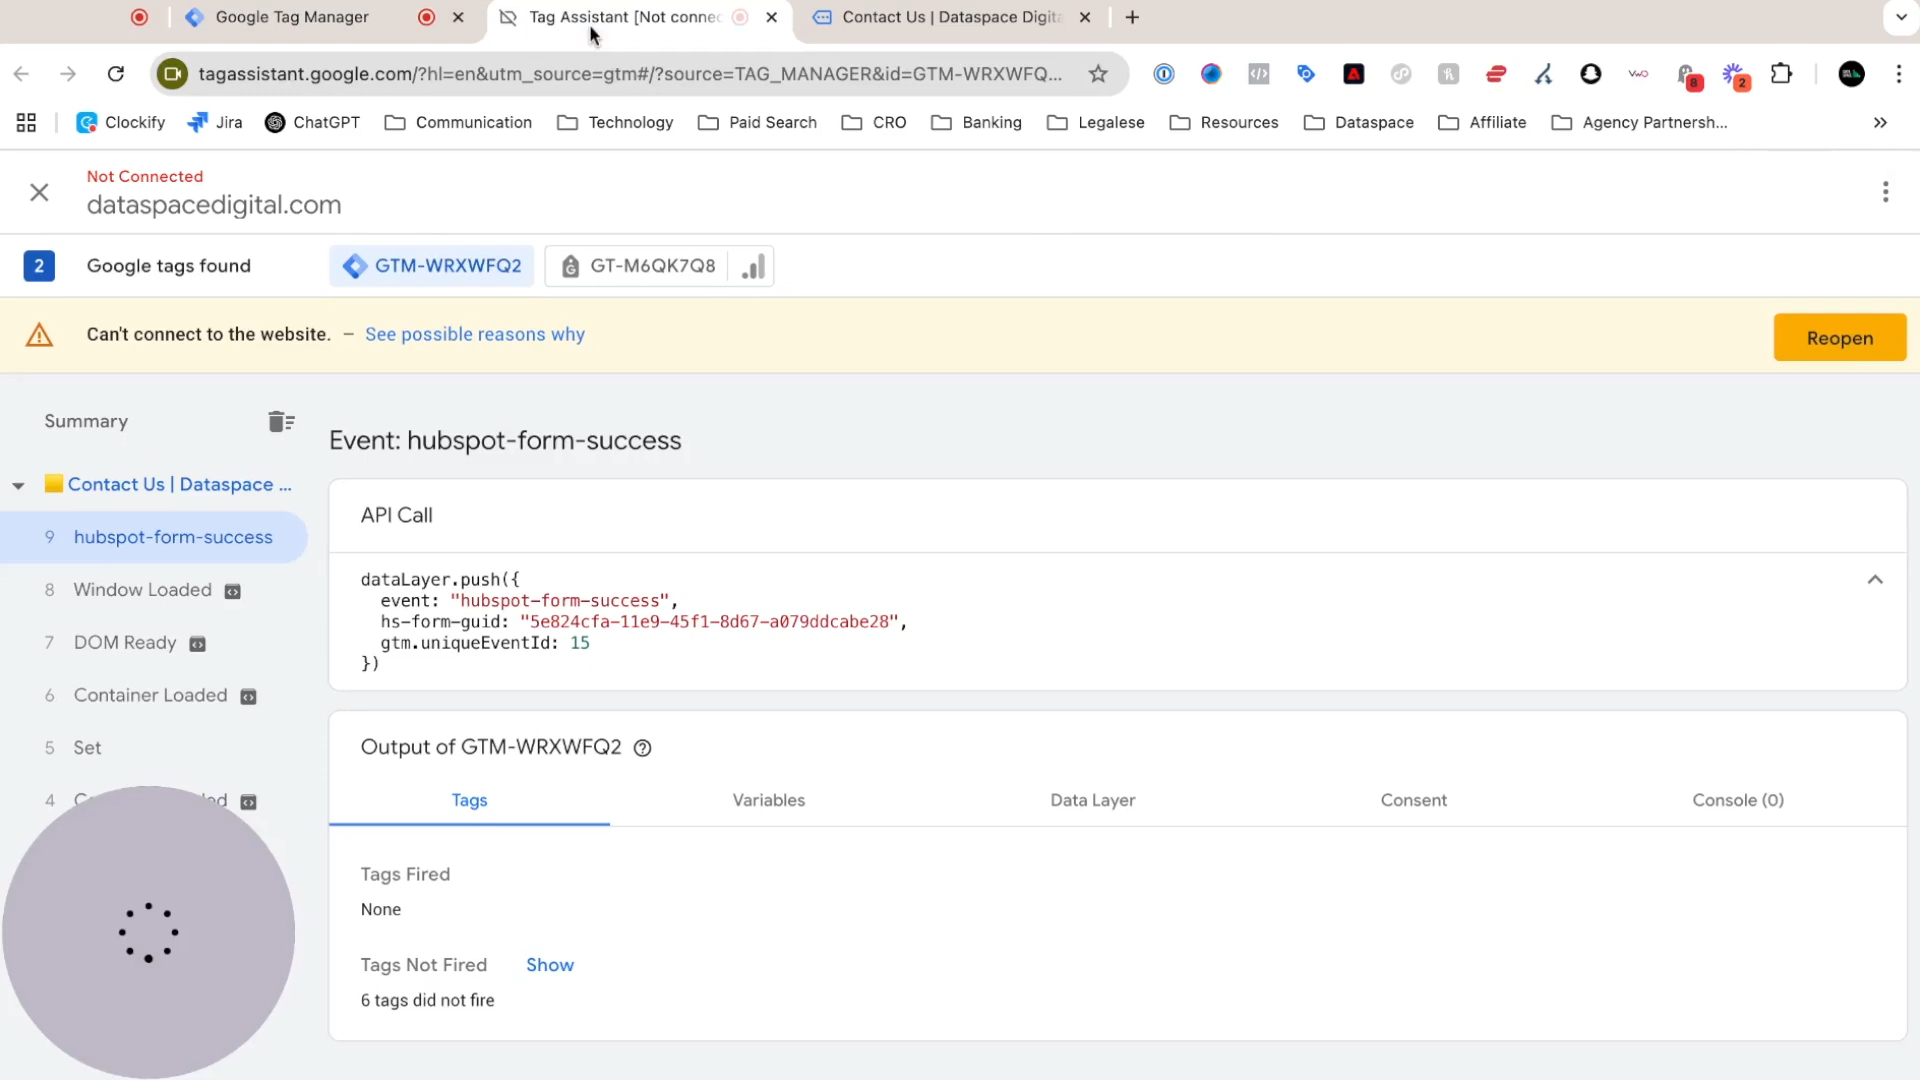 Google Tag Manager
Tag Assistant [Not connec
Contact Us | Dataspace Digita
tagassistant.google.com/?hl=en&utm_source=gtm#/?source=TAG_MANAGER&id=GTM-WRXWFQ...
8
2
Clockify
Jira
ChatGPT
Communication
Technology
Paid Search
CRO
Banking
Legalese
Resources
Dataspace
Affiliate
Agency Partnersh...
Not Connected
dataspacedigital.com
2
Google tags found
GTM-WRXWFQ2
GT-M6QK7Q8
Can't connect to the website. – See possible reasons why
Reopen
Summary
Contact Us | Dataspace ...
9 hubspot-form-success
8 Window Loaded
7 DOM Ready
6 Container Loaded
5 Set
4
Event: hubspot-form-success
API Call
dataLayer.push({
event: "hubspot-form-success",
hs-form-guid: "5e824cfa-11e9-45f1-8d67-a079ddcabe28",
gtm.uniqueEventId: 15
})
Output of GTM-WRXWFQ2
Tags
Variables
Data Layer
Consent
Console (0)
Tags Fired
None
Tags Not Fired
Show
6 tags did not fire